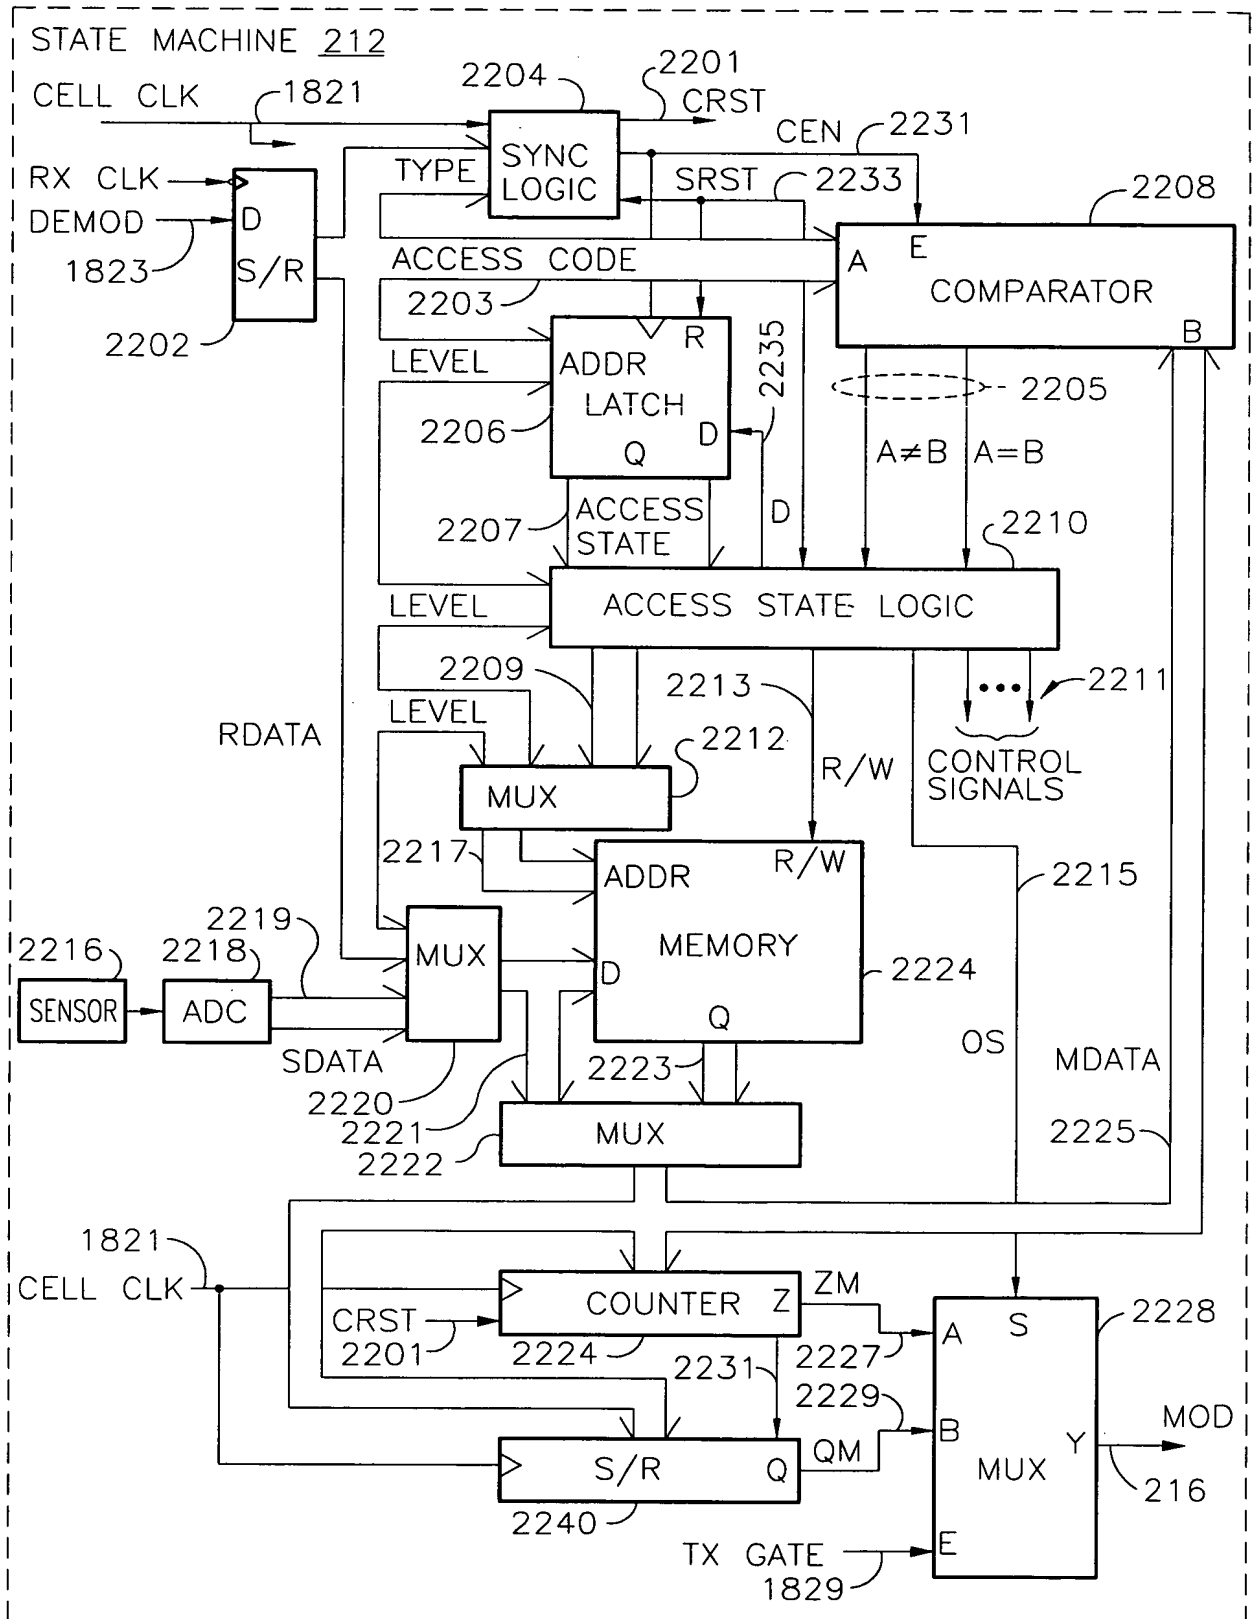 STATE MACHINE 212
CELL CLK
1821
2204
2201
CRST
SYNC
LOGIC
CEN
2231
TYPE
SRST
2233
RX CLK
DEMOD
1823
D
S/R
2202
2208
A
E
COMPARATOR
B
ACCESS CODE
2203
R
ADDR
LATCH
D
Q
2235
LEVEL
2206
2205
A≠B
A=B
2207
ACCESS
STATE
D
2210
ACCESS STATE LOGIC
LEVEL
2209
2213
2211
LEVEL
RDATA
2212
MUX
R/W
CONTROL
SIGNALS
2217
R/W
ADDR
2215
2216
2218
2219
MUX
MEMORY
2224
D
SENSOR
ADC
Q
OS
MDATA
SDATA
2223
2220
2221
2222
MUX
2225
1821
CELL CLK
COUNTER
Z
ZM
CRST
2201
2224
2231
2227
A
S
2228
2229
B
MOD
S/R
Q
QM
Y
MUX
216
2240
TX GATE
1829
E